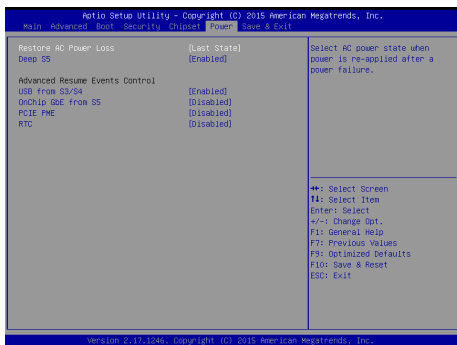 Aptio Setup Utility – Copyright (C) 2015 American Megatrends, Inc.
Main Advanced Boot Security Chipset Power Save & Exit
Restore AC Power Loss [Last State]
Deep S5 [Enabled]
Advanced Resume Events Control
USB from S3/S4 [Enabled]
OnChip GbE from S5 [Disabled]
PCIE PME [Disabled]
RTC [Disabled]
Select AC power state when
power is re-applied after a
power failure.
→←: Select Screen
↑↓: Select Item
Enter: Select
+/-: Change Opt.
F1: General Help
F7: Previous Values
F9: Optimized Defaults
F10: Save & Reset
ESC: Exit
Version 2.17.1246. Copyright (C) 2015 American Megatrends, Inc.